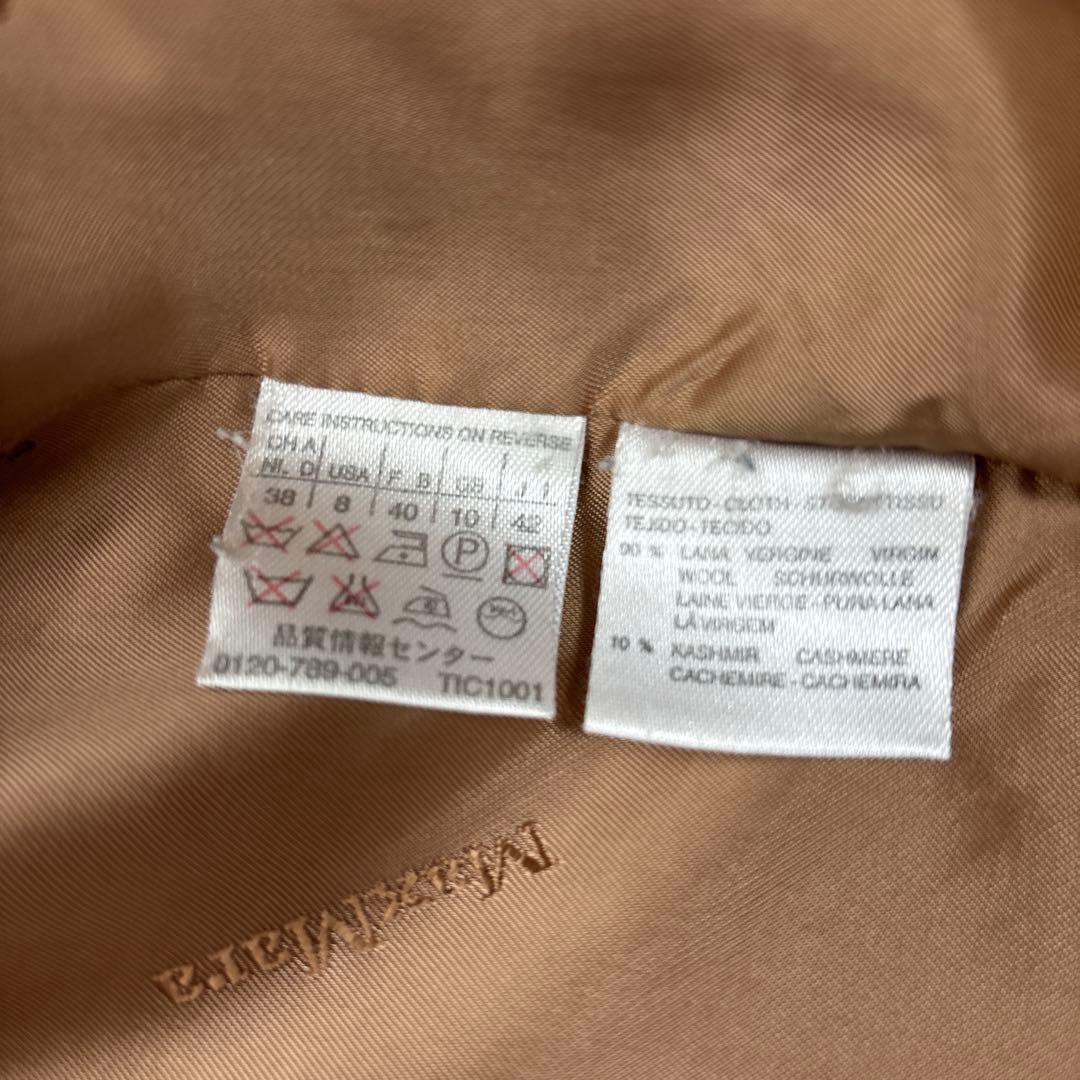 CARE INSTRUCTIONS ON REVERSE
CH A
NL D USA F B GB I
38 8 40 10 42
P
品質情報センター
0120-789-005 TIC1001
TESSUTO-CLOTH
TEJIDO-TECIDO
90 % LANA VERGINE VIRGIN
WOOL SCHURWOLLE
LAINE VIERGE-PURA LANA
LÃ VIRGEM
10 % KASHMIR CASHMERE
CACHEMIRE-CACHEMIRA
MaxMara